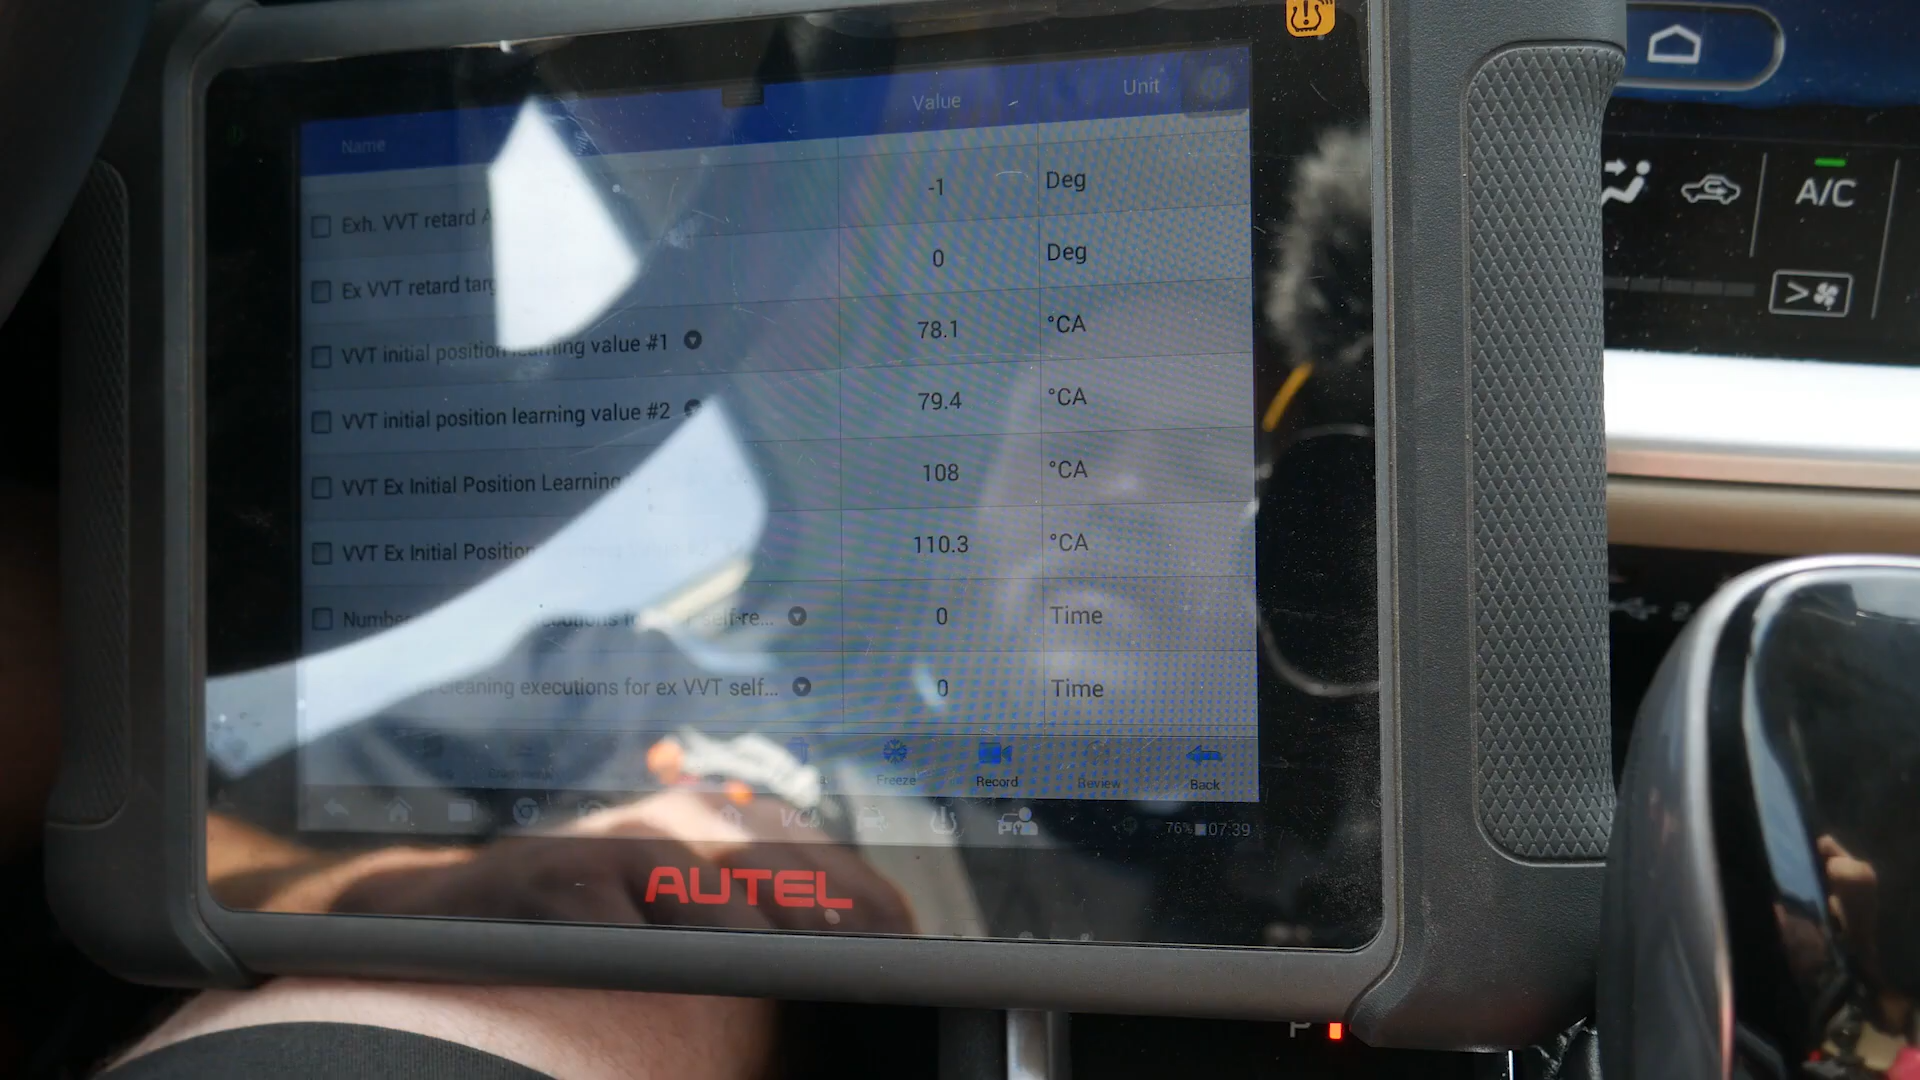 Name Value Unit
Exh. VVT retard -1 Deg
Ex VVT retard 0 Deg
VVT initial position learning value #1 78.1 °CA
VVT initial position learning value #2 79.4 °CA
VVT Ex Initial Position Learning 108 °CA
VVT Ex Initial Position 110.3 °CA
self-re... 0 Time
cleaning executions for ex VVT self... 0 Time
Freeze Record Review Back
76% 07:39
AUTEL
A/C
P